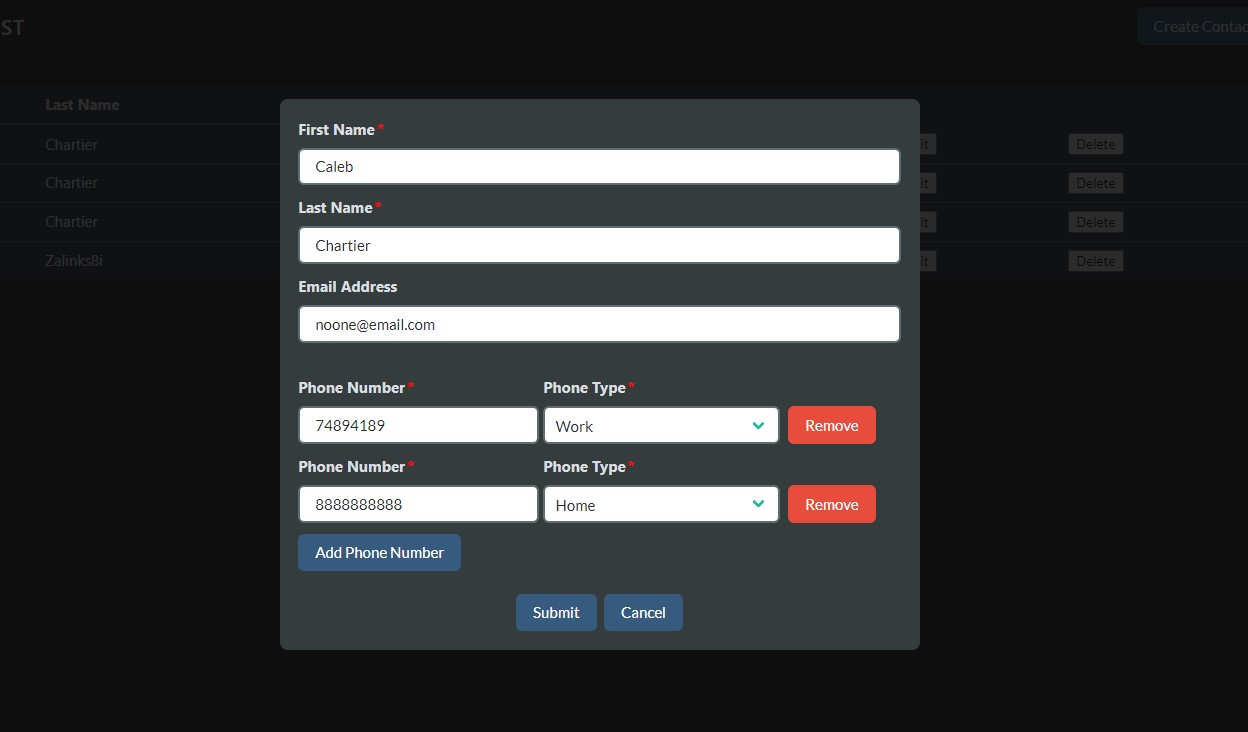 ST
Create Contac
Last Name
Chartier
Chartier
Chartier
Zalinks8i
it Delete
it Delete
it Delete
it Delete
First Name*
Caleb
Last Name*
Chartier
Email Address
noone@email.com
Phone Number* Phone Type*
74894189 Work Remove
Phone Number* Phone Type*
8888888888 Home Remove
Add Phone Number
Submit Cancel